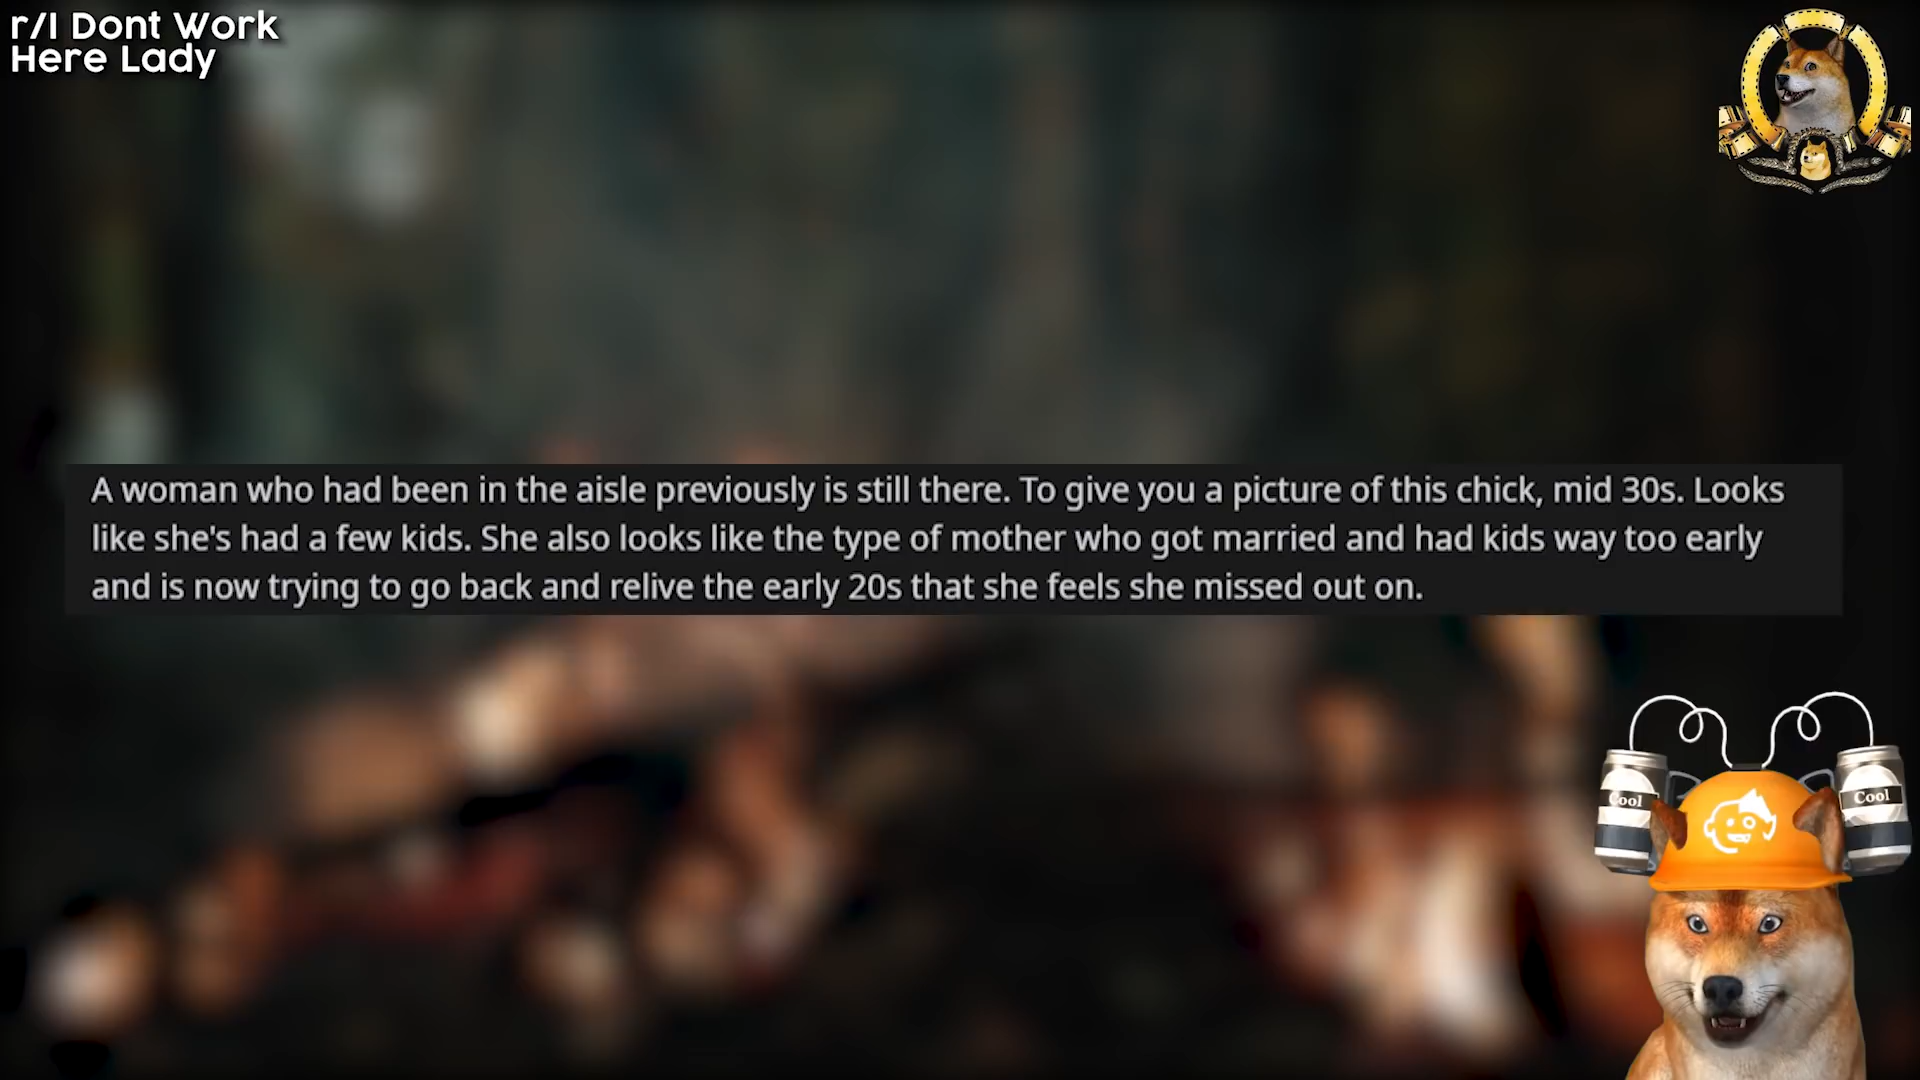 r/I Dont Work
Here Lady
A woman who had been in the aisle previously is still there. To give you a picture of this chick, mid 30s. Looks
like she's had a few kids. She also looks like the type of mother who got married and had kids way too early
and is now trying to go back and relive the early 20s that she feels she missed out on.
Cool
Cool